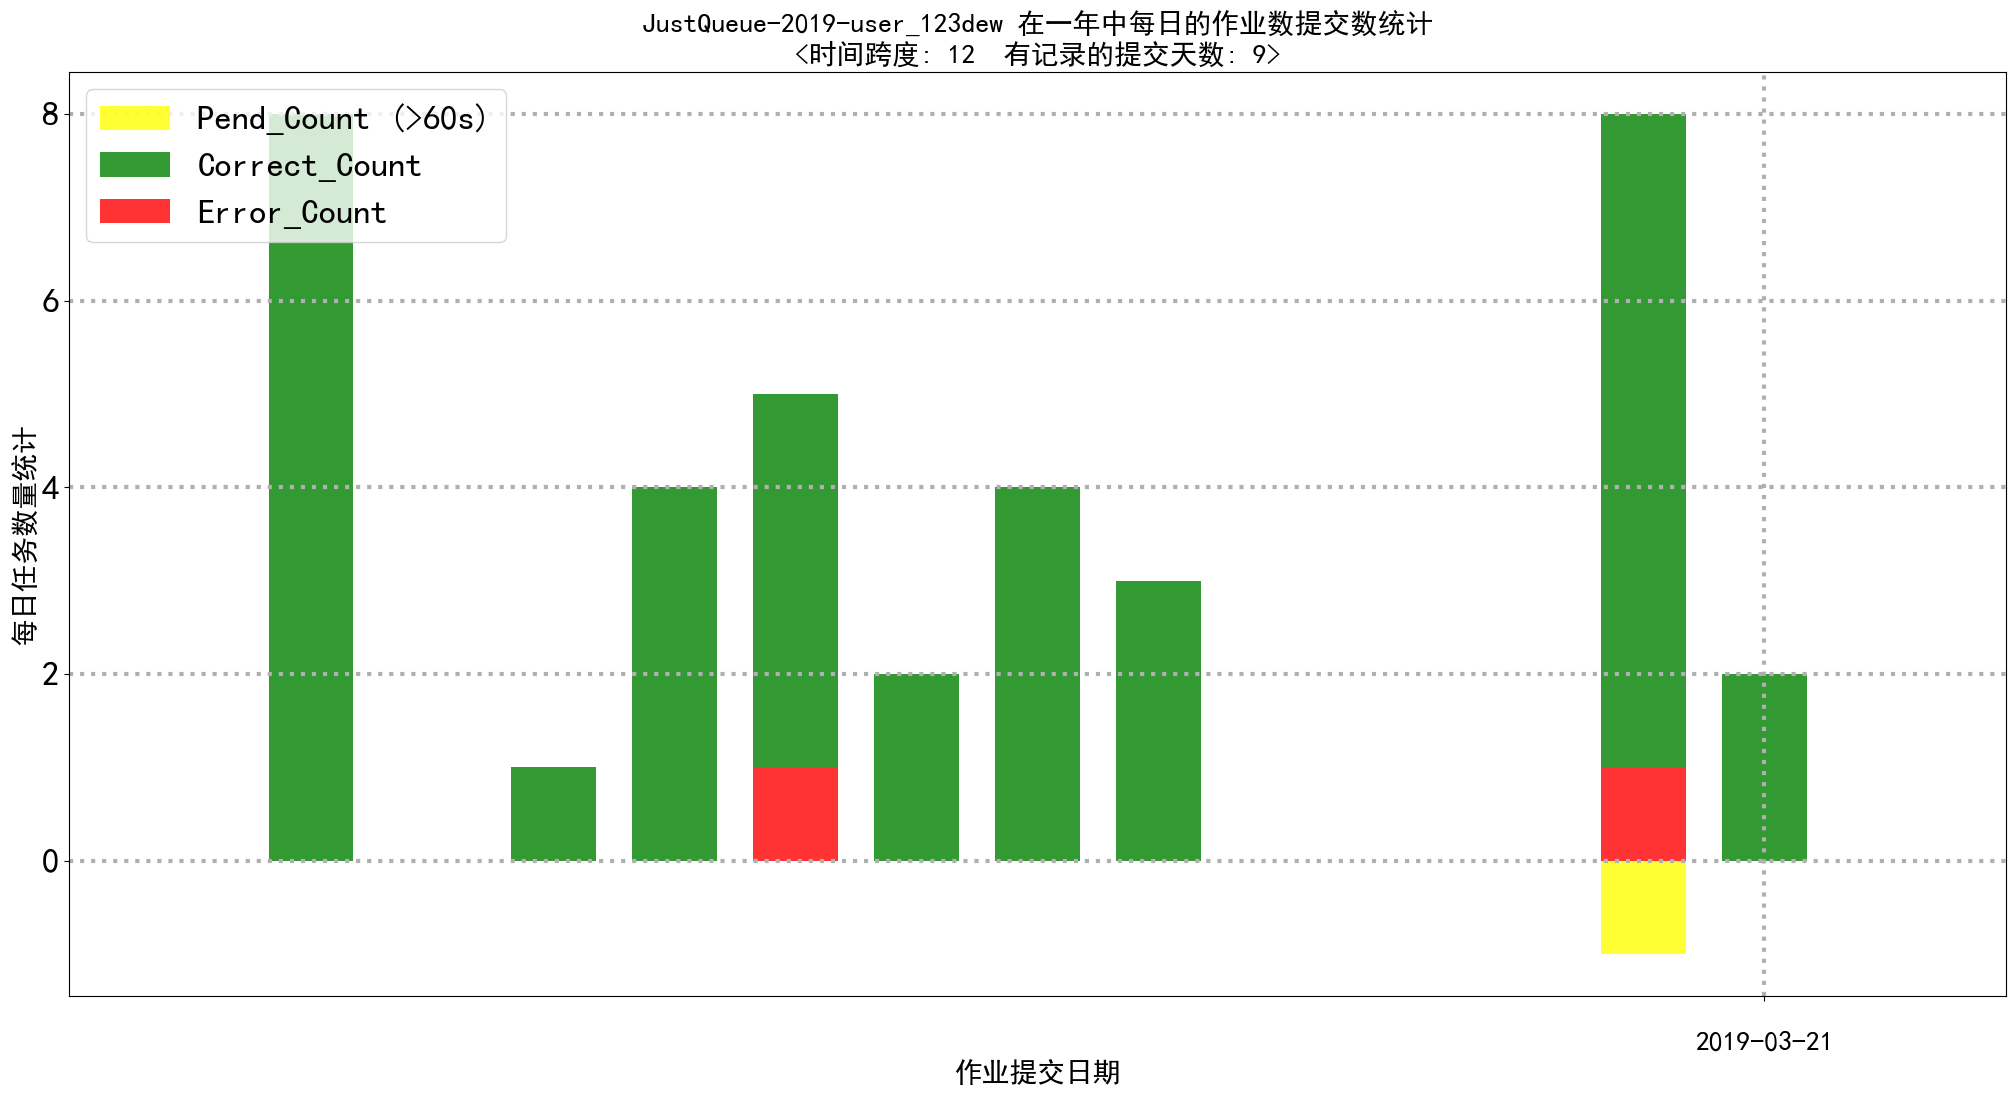 JustQueue-2019-user_123dew 在一年中每日的作业数提交数统计
<时间跨度: 12  有记录的提交天数: 9>
Pend_Count (>60s)
Correct_Count
Error_Count
8
6
4
2
0
每日任务数量统计
2019-03-21
作业提交日期